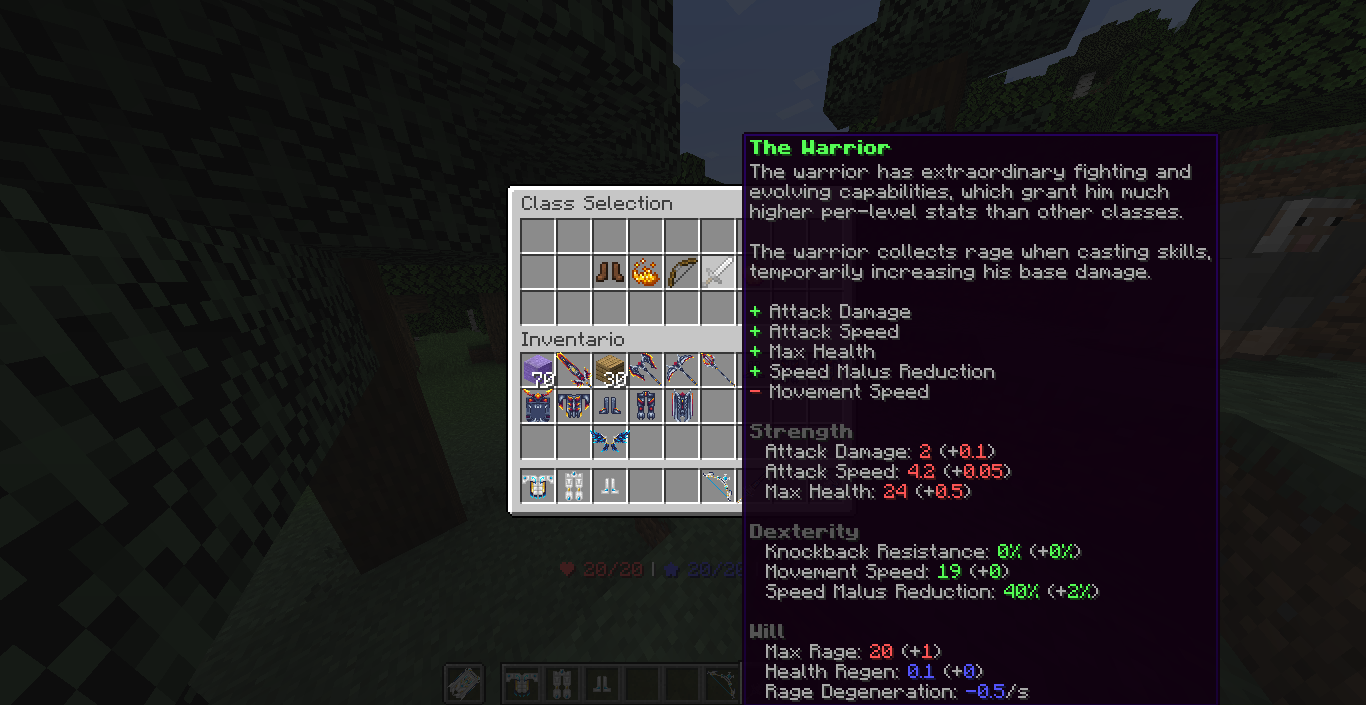 Class Selection
Inventario
70
30
20/20 | 20/20
The Warrior
The warrior has extraordinary fighting and
evolving capabilities, which grant him much
higher per-level stats than other classes.
The warrior collects rage when casting skills,
temporarily increasing his base damage.
+ Attack Damage
+ Attack Speed
+ Max Health
+ Speed Malus Reduction
- Movement Speed
Strength
Attack Damage: 2 (+0.1)
Attack Speed: 4.2 (+0.05)
Max Health: 24 (+0.5)
Dexterity
Knockback Resistance: 0% (+0%)
Movement Speed: 19 (+0)
Speed Malus Reduction: 40% (+2%)
Will
Max Rage: 20 (+1)
Health Regen: 0.1 (+0)
Rage Degeneration: -0.5/s